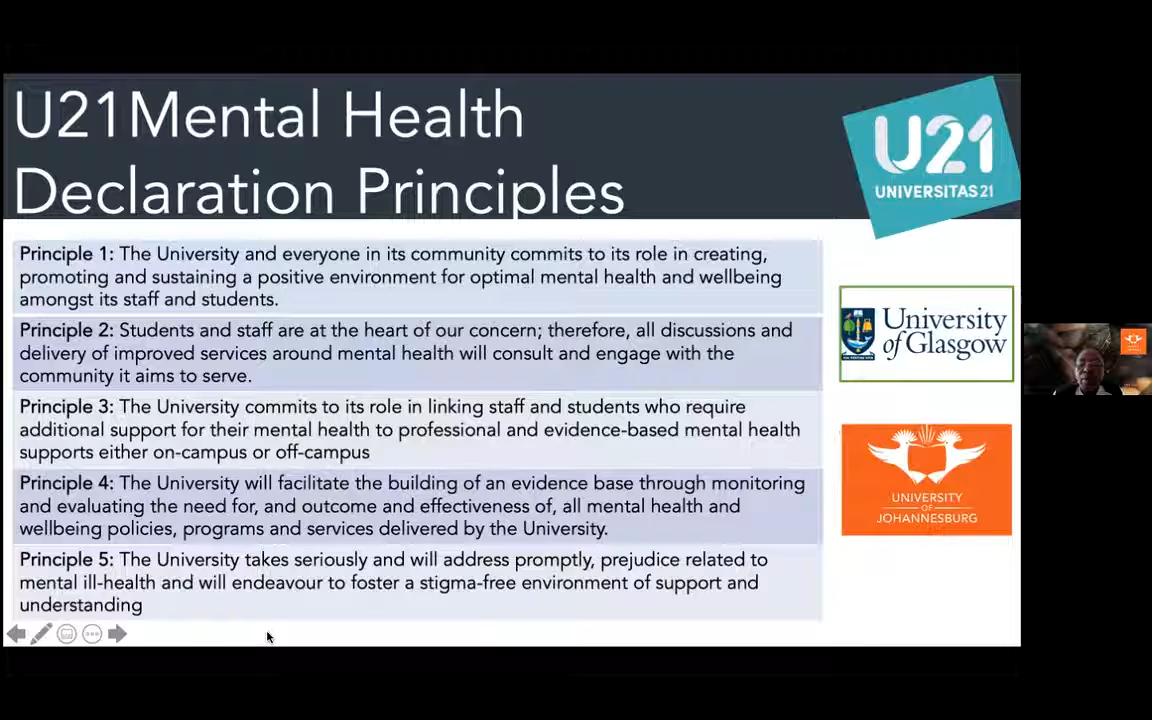 U21Mental Health
Declaration Principles
U21
UNIVERSITAS 21
Principle 1: The University and everyone in its community commits to its role in creating,
promoting and sustaining a positive environment for optimal mental health and wellbeing
amongst its staff and students.
Principle 2: Students and staff are at the heart of our concern; therefore, all discussions and
delivery of improved services around mental health will consult and engage with the
community it aims to serve.
Principle 3: The University commits to its role in linking staff and students who require
additional support for their mental health to professional and evidence-based mental health
supports either on-campus or off-campus
Principle 4: The University will facilitate the building of an evidence base through monitoring
and evaluating the need for, and outcome and effectiveness of, all mental health and
wellbeing policies, programs and services delivered by the University.
Principle 5: The University takes seriously and will address promptly, prejudice related to
mental ill-health and will endeavour to foster a stigma-free environment of support and
understanding
University
of Glasgow
UNIVERSITY
OF
JOHANNESBURG